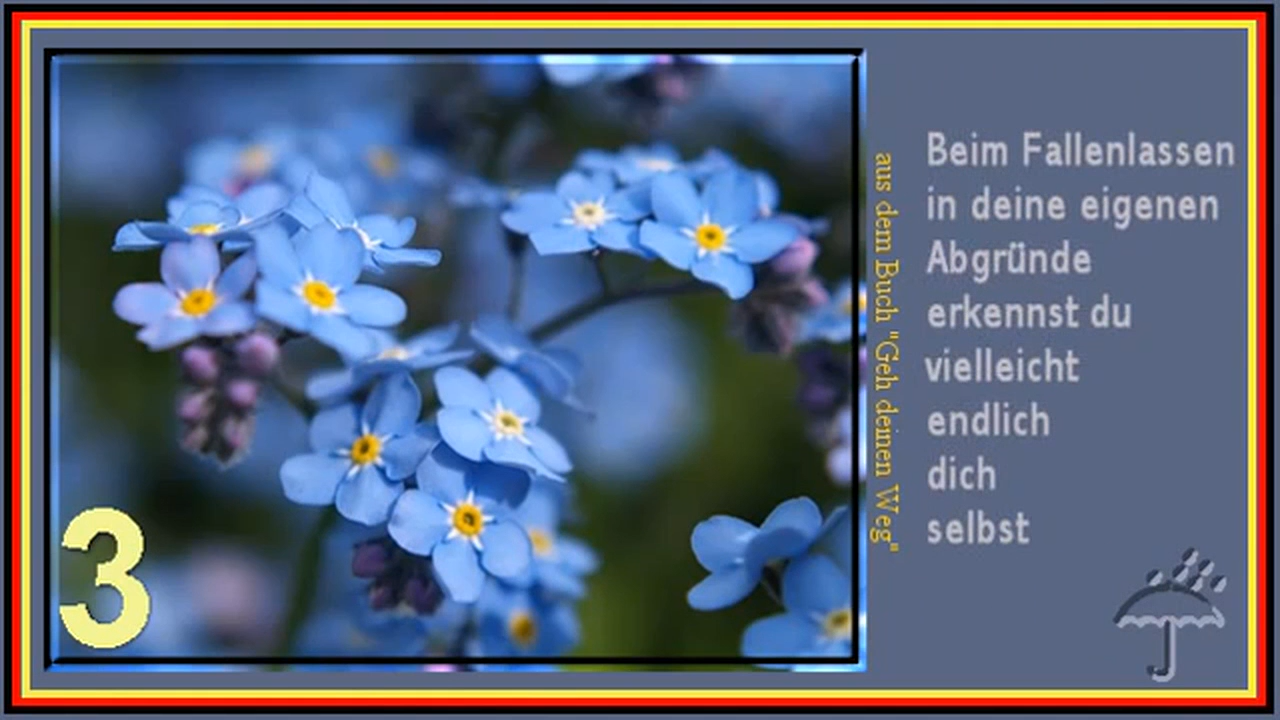 Beim Fallenlassen
in deine eigenen
Abgründe
erkennst du
vielleicht
endlich
dich
selbst
aus dem Buch "Geh deinen Weg"
3